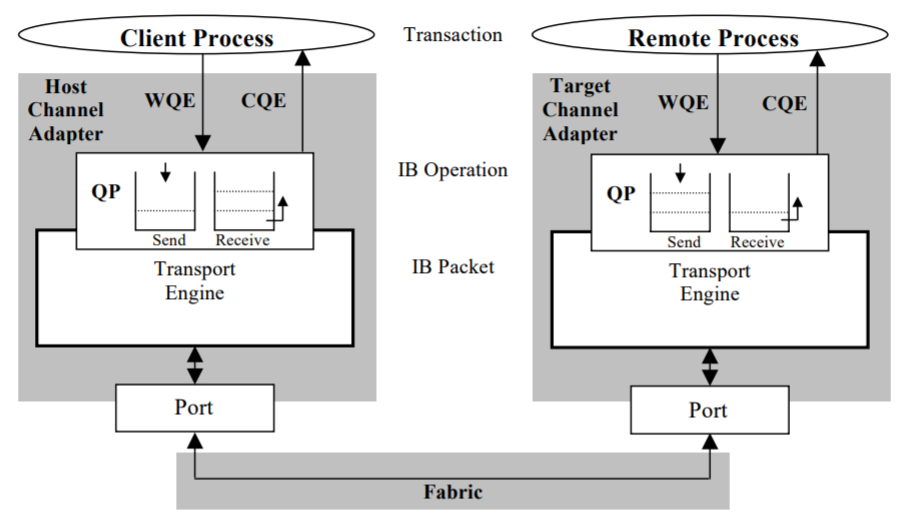 Client Process
Transaction
Remote Process
Host
Channel
Adapter
WQE
CQE
Target
Channel
Adapter
WQE
CQE
IB Operation
QP
Send
Receive
QP
Send
Receive
Transport
Engine
IB Packet
Transport
Engine
Port
Port
Fabric